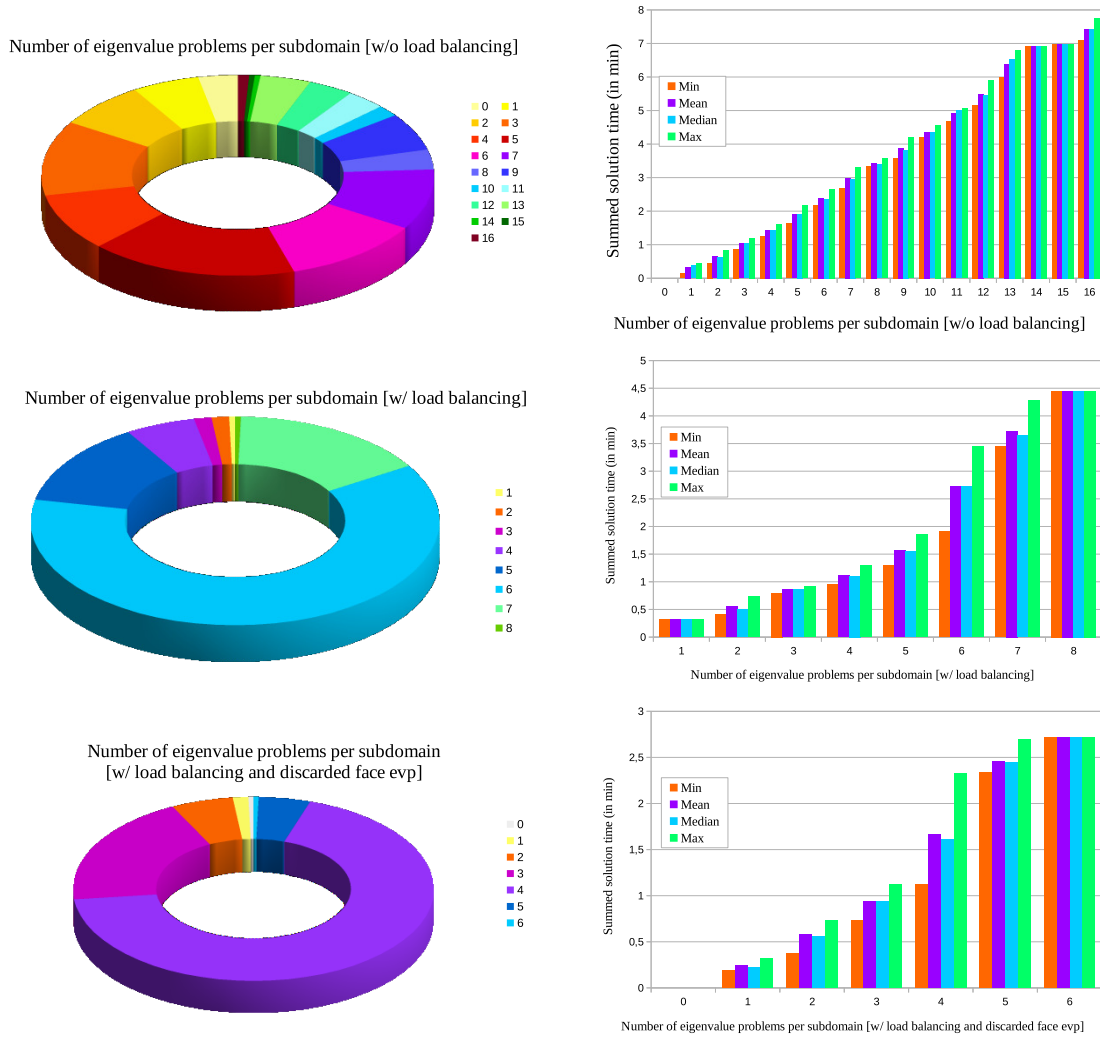 Number of eigenvalue problems per subdomain [w/o load balancing]
0 1
2 3
4 5
6 7
8 9
10 11
12 13
14 15
16
8
7
6
5
4
3
2
1
0
Summed solution time (in min)
Min
Mean
Median
Max
0 1 2 3 4 5 6 7 8 9 10 11 12 13 14 15 16
Number of eigenvalue problems per subdomain [w/o load balancing]
Number of eigenvalue problems per subdomain [w/ load balancing]
1
2
3
4
5
6
7
8
5
4,5
4
3,5
3
2,5
2
1,5
1
0,5
0
Summed solution time (in min)
Min
Mean
Median
Max
1 2 3 4 5 6 7 8
Number of eigenvalue problems per subdomain [w/ load balancing]
Number of eigenvalue problems per subdomain
[w/ load balancing and discarded face evp]
0
1
2
3
4
5
6
3
2,5
2
1,5
1
0,5
0
Summed solution time (in min)
Min
Mean
Median
Max
0 1 2 3 4 5 6
Number of eigenvalue problems per subdomain [w/ load balancing and discarded face evp]